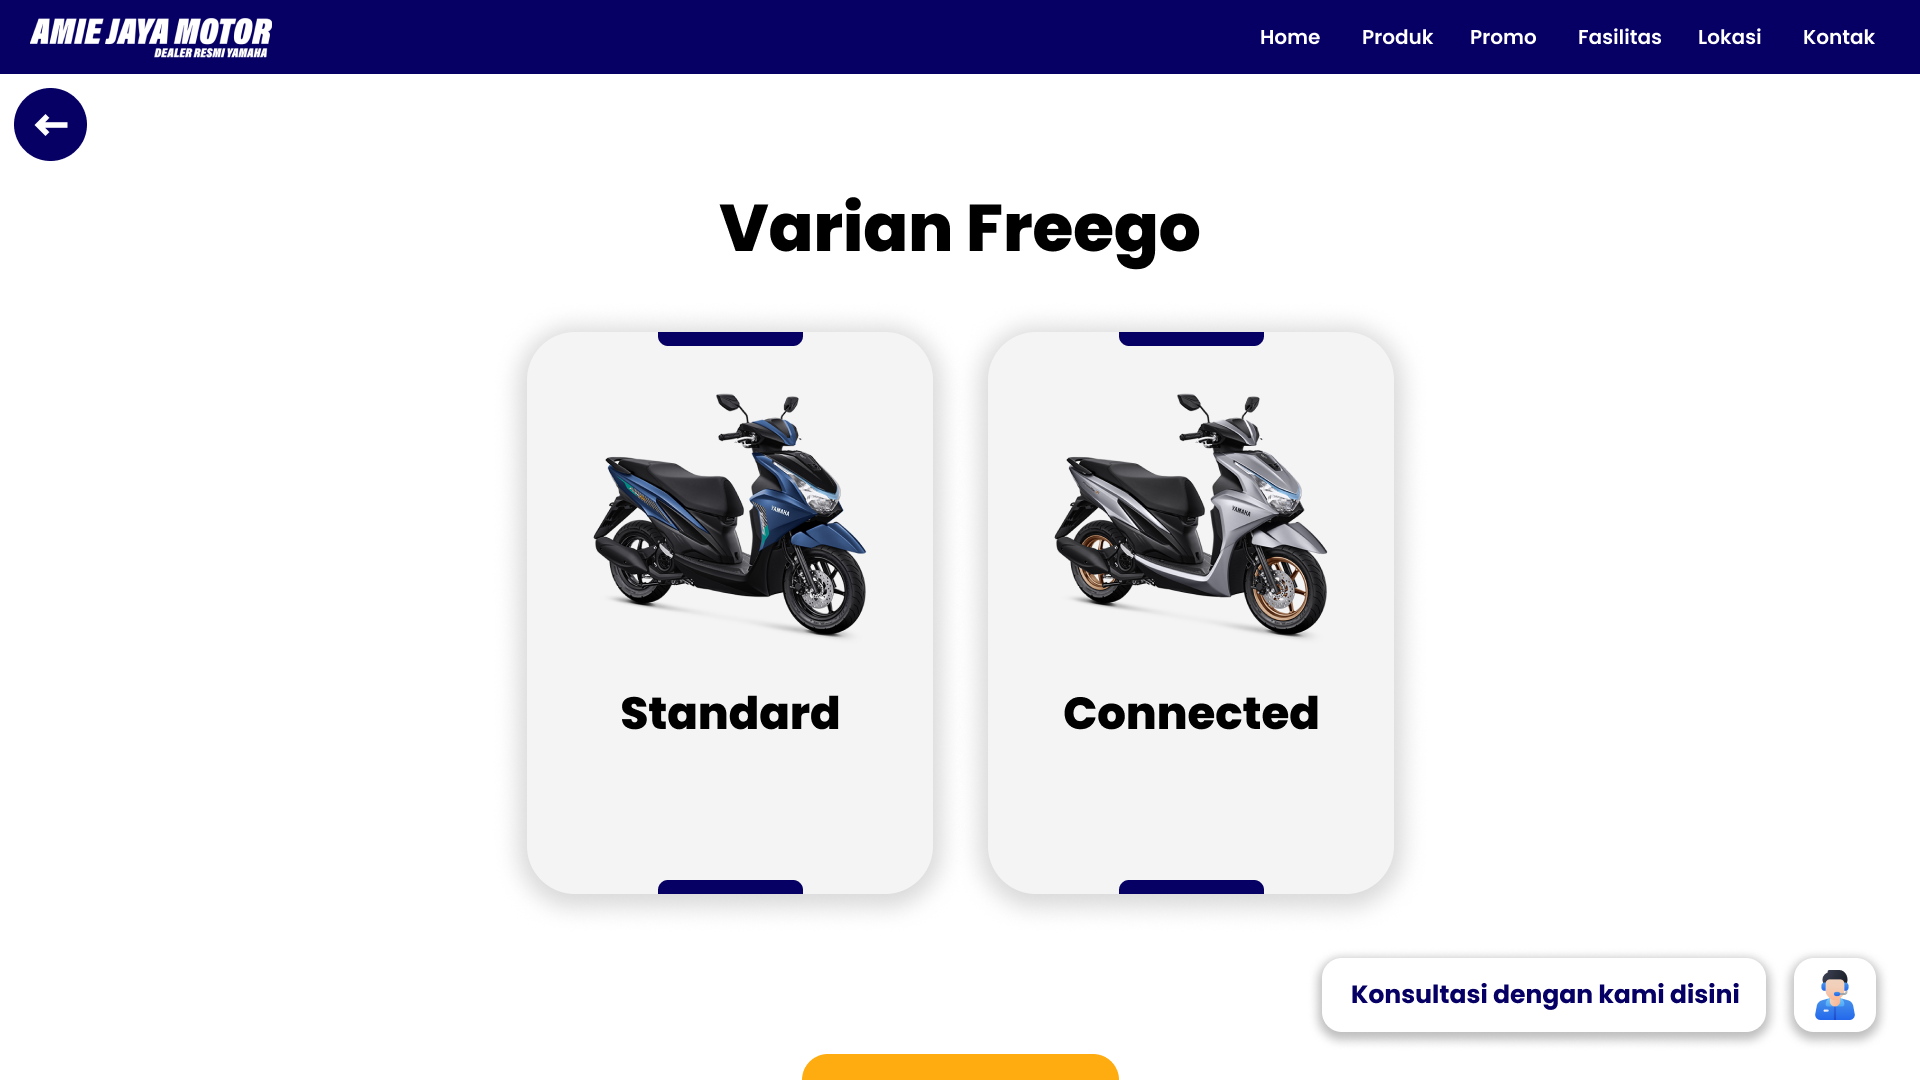 AMIE JAYA MOTOR
DEALER RESMI YAMAHA
Home Produk Promo Fasilitas Lokasi Kontak
Varian Freego
YAMAHA
YAMAHA
Standard
Connected
Konsultasi dengan kami disini